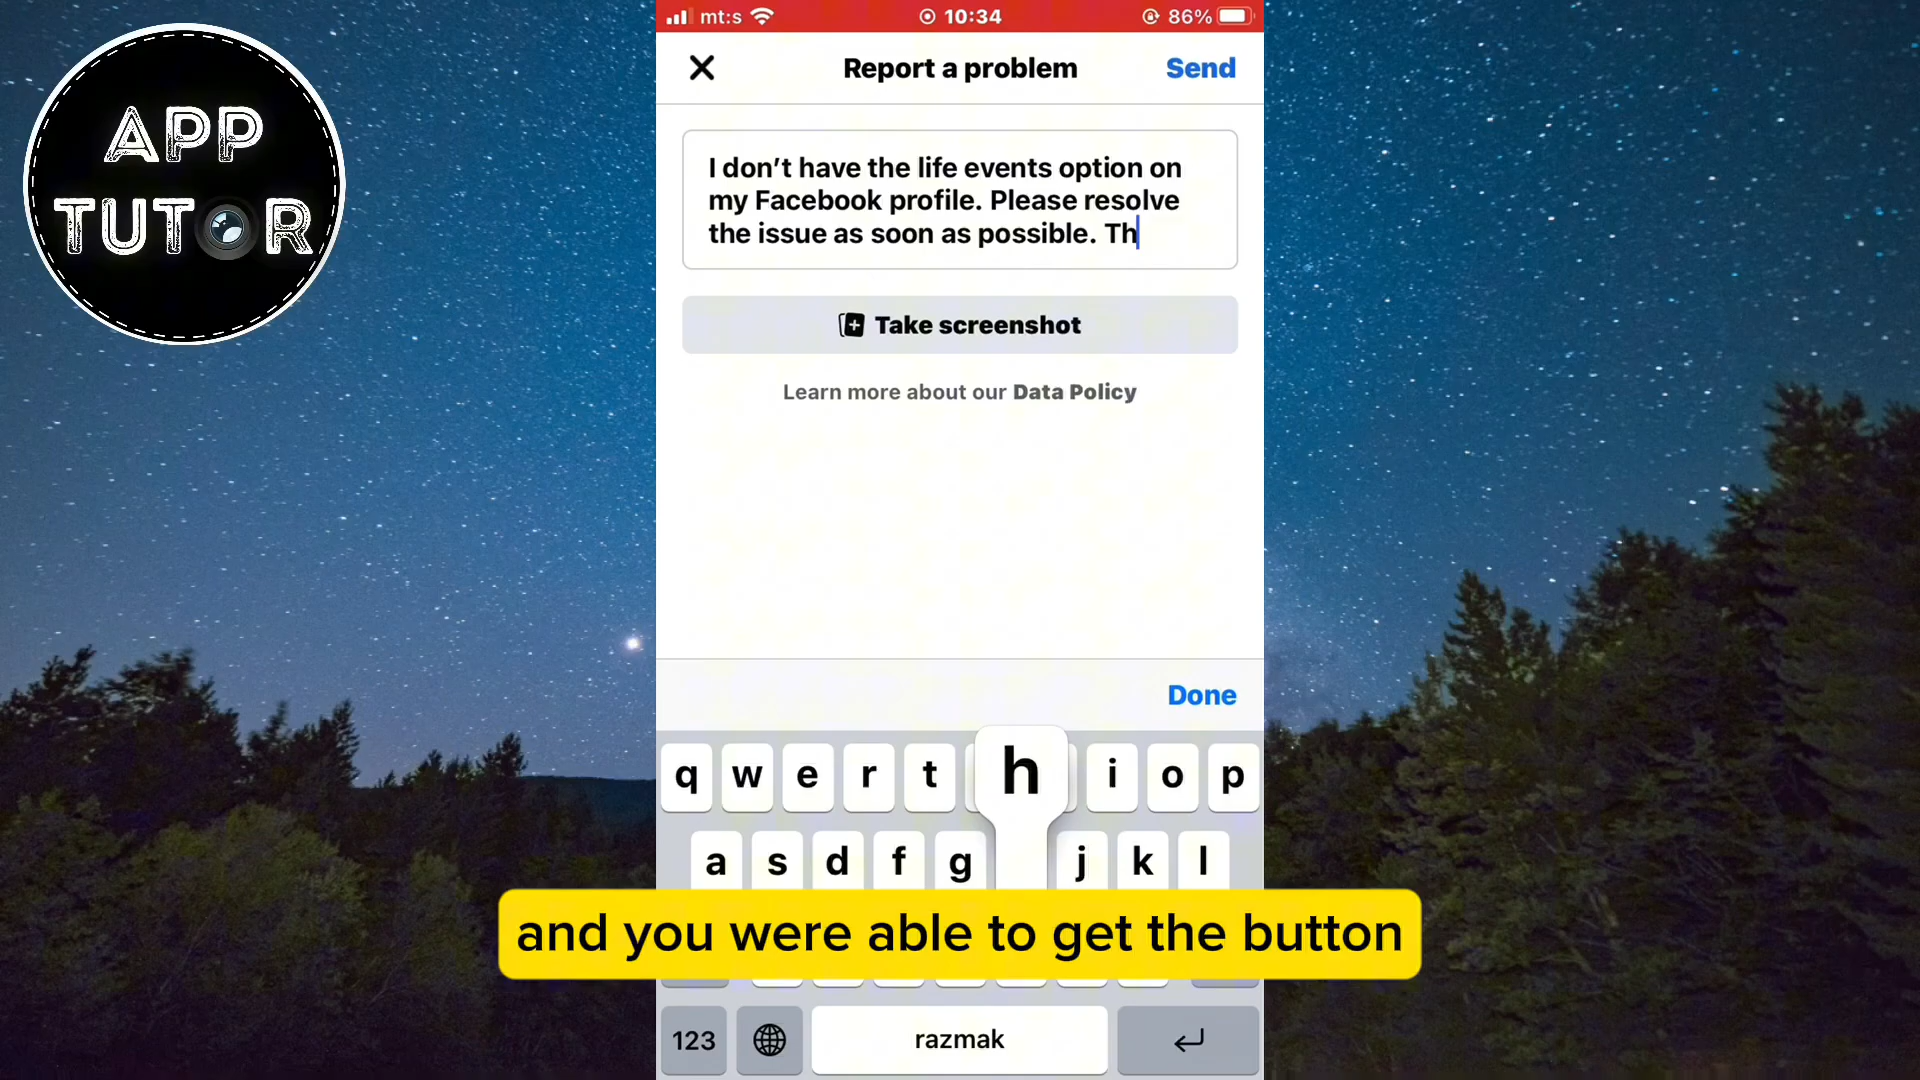 APP
TUTOR
mt:s
10:34
86%
Report a problem
Send
I don’t have the life events option on
my Facebook profile. Please resolve
the issue as soon as possible. Th
Take screenshot
Learn more about our Data Policy
Done
q w e r t h i o p
a s d f g j k l
and you were able to get the button
123
razmak